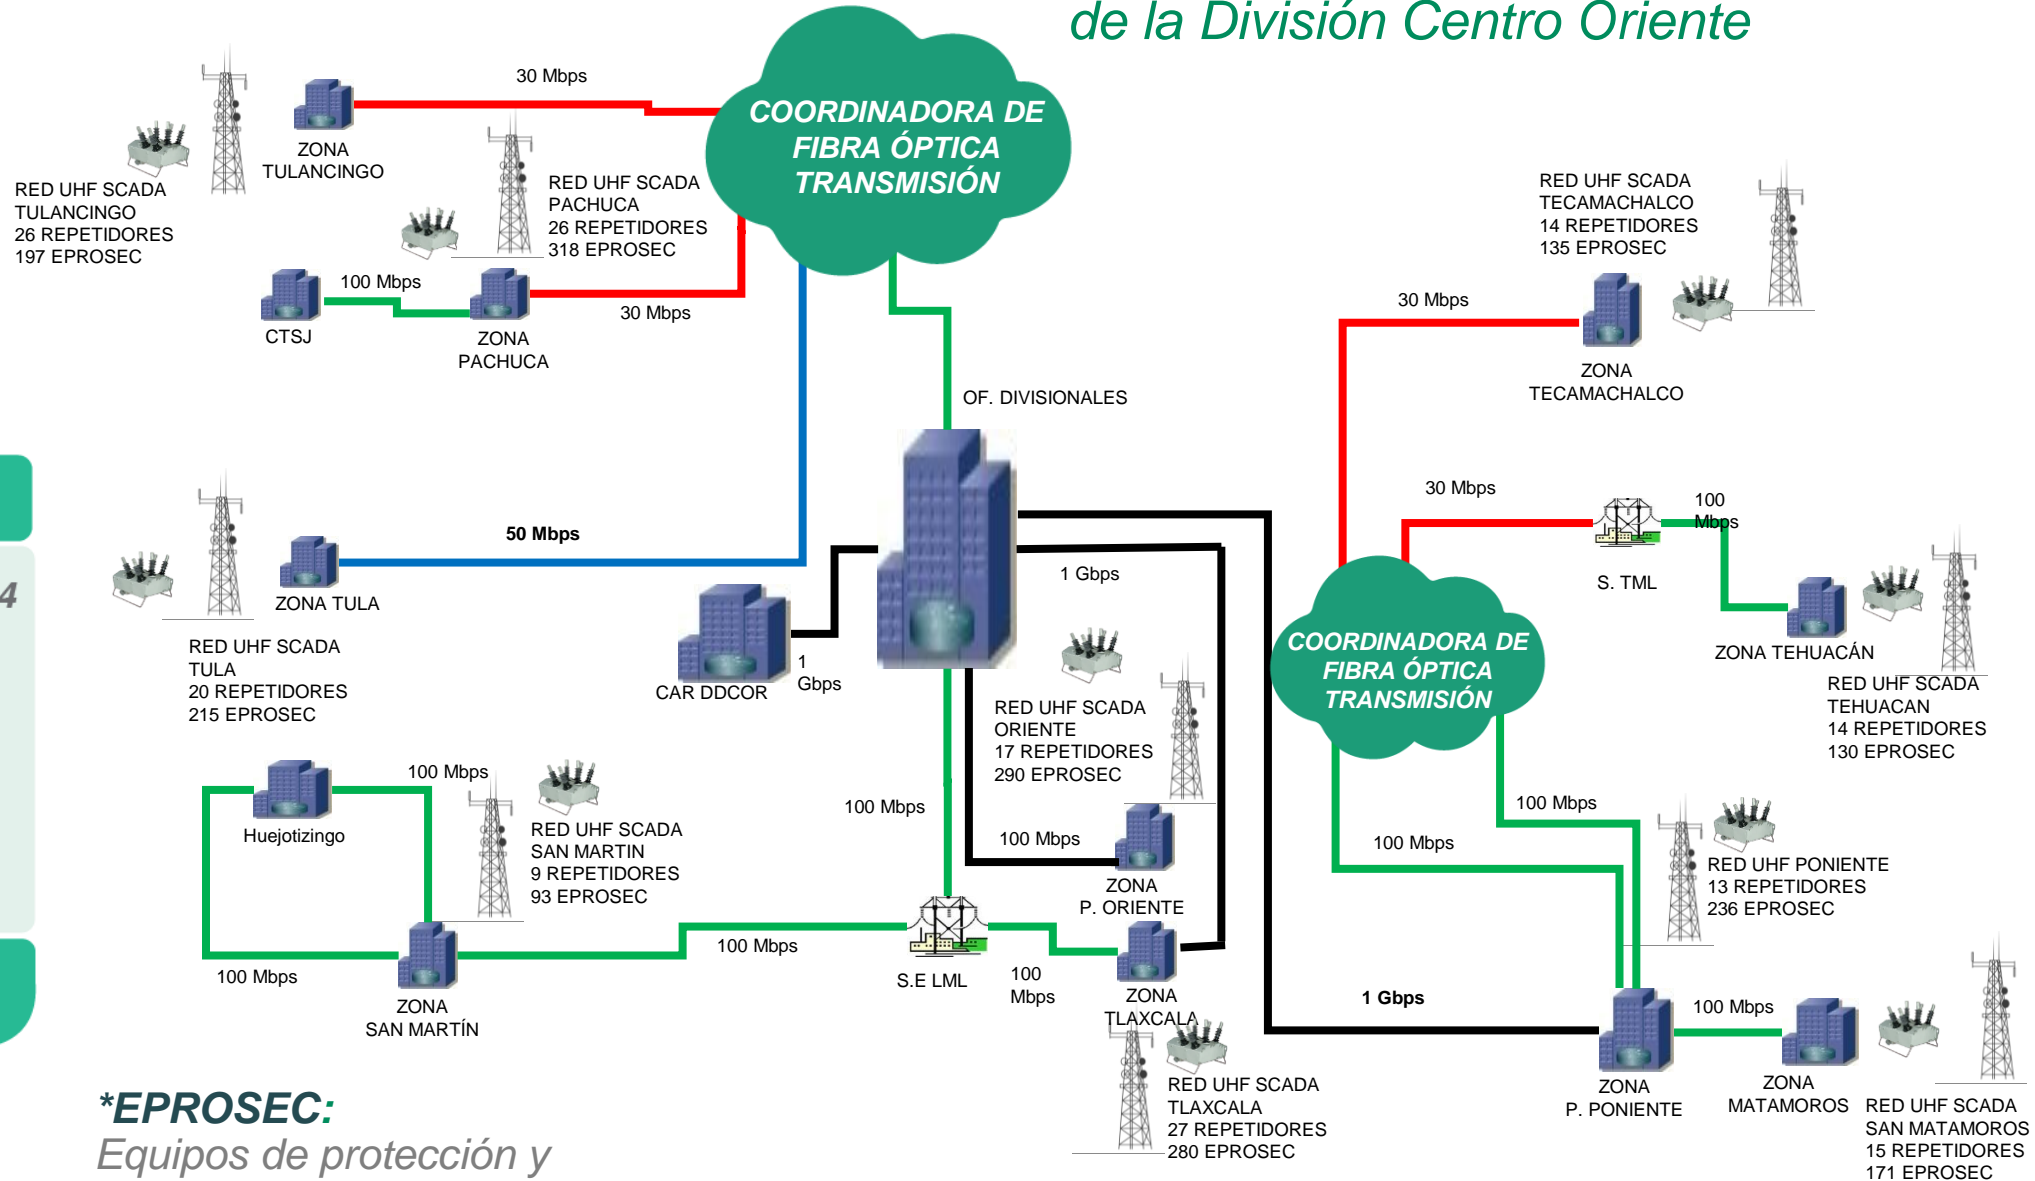 de la División Centro Oriente
30 Mbps
COORDINADORA DE
FIBRA ÓPTICA
TRANSMISIÓN
ZONA
TULANCINGO
RED UHF SCADA
TULANCINGO
26 REPETIDORES
197 EPROSEC
RED UHF SCADA
PACHUCA
26 REPETIDORES
318 EPROSEC
100 Mbps
CTSJ
30 Mbps
ZONA
PACHUCA
RED UHF SCADA
TECAMACHALCO
14 REPETIDORES
135 EPROSEC
30 Mbps
ZONA
TECAMACHALCO
OF. DIVISIONALES
30 Mbps
100
Mbps
S. TML
50 Mbps
ZONA TULA
RED UHF SCADA
TULA
20 REPETIDORES
215 EPROSEC
4
1 Gbps
CAR DDCOR
1
Gbps
COORDINADORA DE
FIBRA ÓPTICA
TRANSMISIÓN
ZONA TEHUACÁN
RED UHF SCADA
TEHUACAN
14 REPETIDORES
130 EPROSEC
RED UHF SCADA
ORIENTE
17 REPETIDORES
290 EPROSEC
100 Mbps
Huejotizingo
RED UHF SCADA
SAN MARTIN
9 REPETIDORES
93 EPROSEC
100 Mbps
100 Mbps
ZONA
P. ORIENTE
100 Mbps
100 Mbps
RED UHF PONIENTE
13 REPETIDORES
236 EPROSEC
100 Mbps
ZONA
SAN MARTÍN
100 Mbps
S.E LML
100
Mbps
ZONA
TLAXCALA
1 Gbps
100 Mbps
ZONA
P. PONIENTE
ZONA
MATAMOROS
RED UHF SCADA
SAN MATAMOROS
15 REPETIDORES
171 EPROSEC
RED UHF SCADA
TLAXCALA
27 REPETIDORES
280 EPROSEC
*EPROSEC:
Equipos de protección y